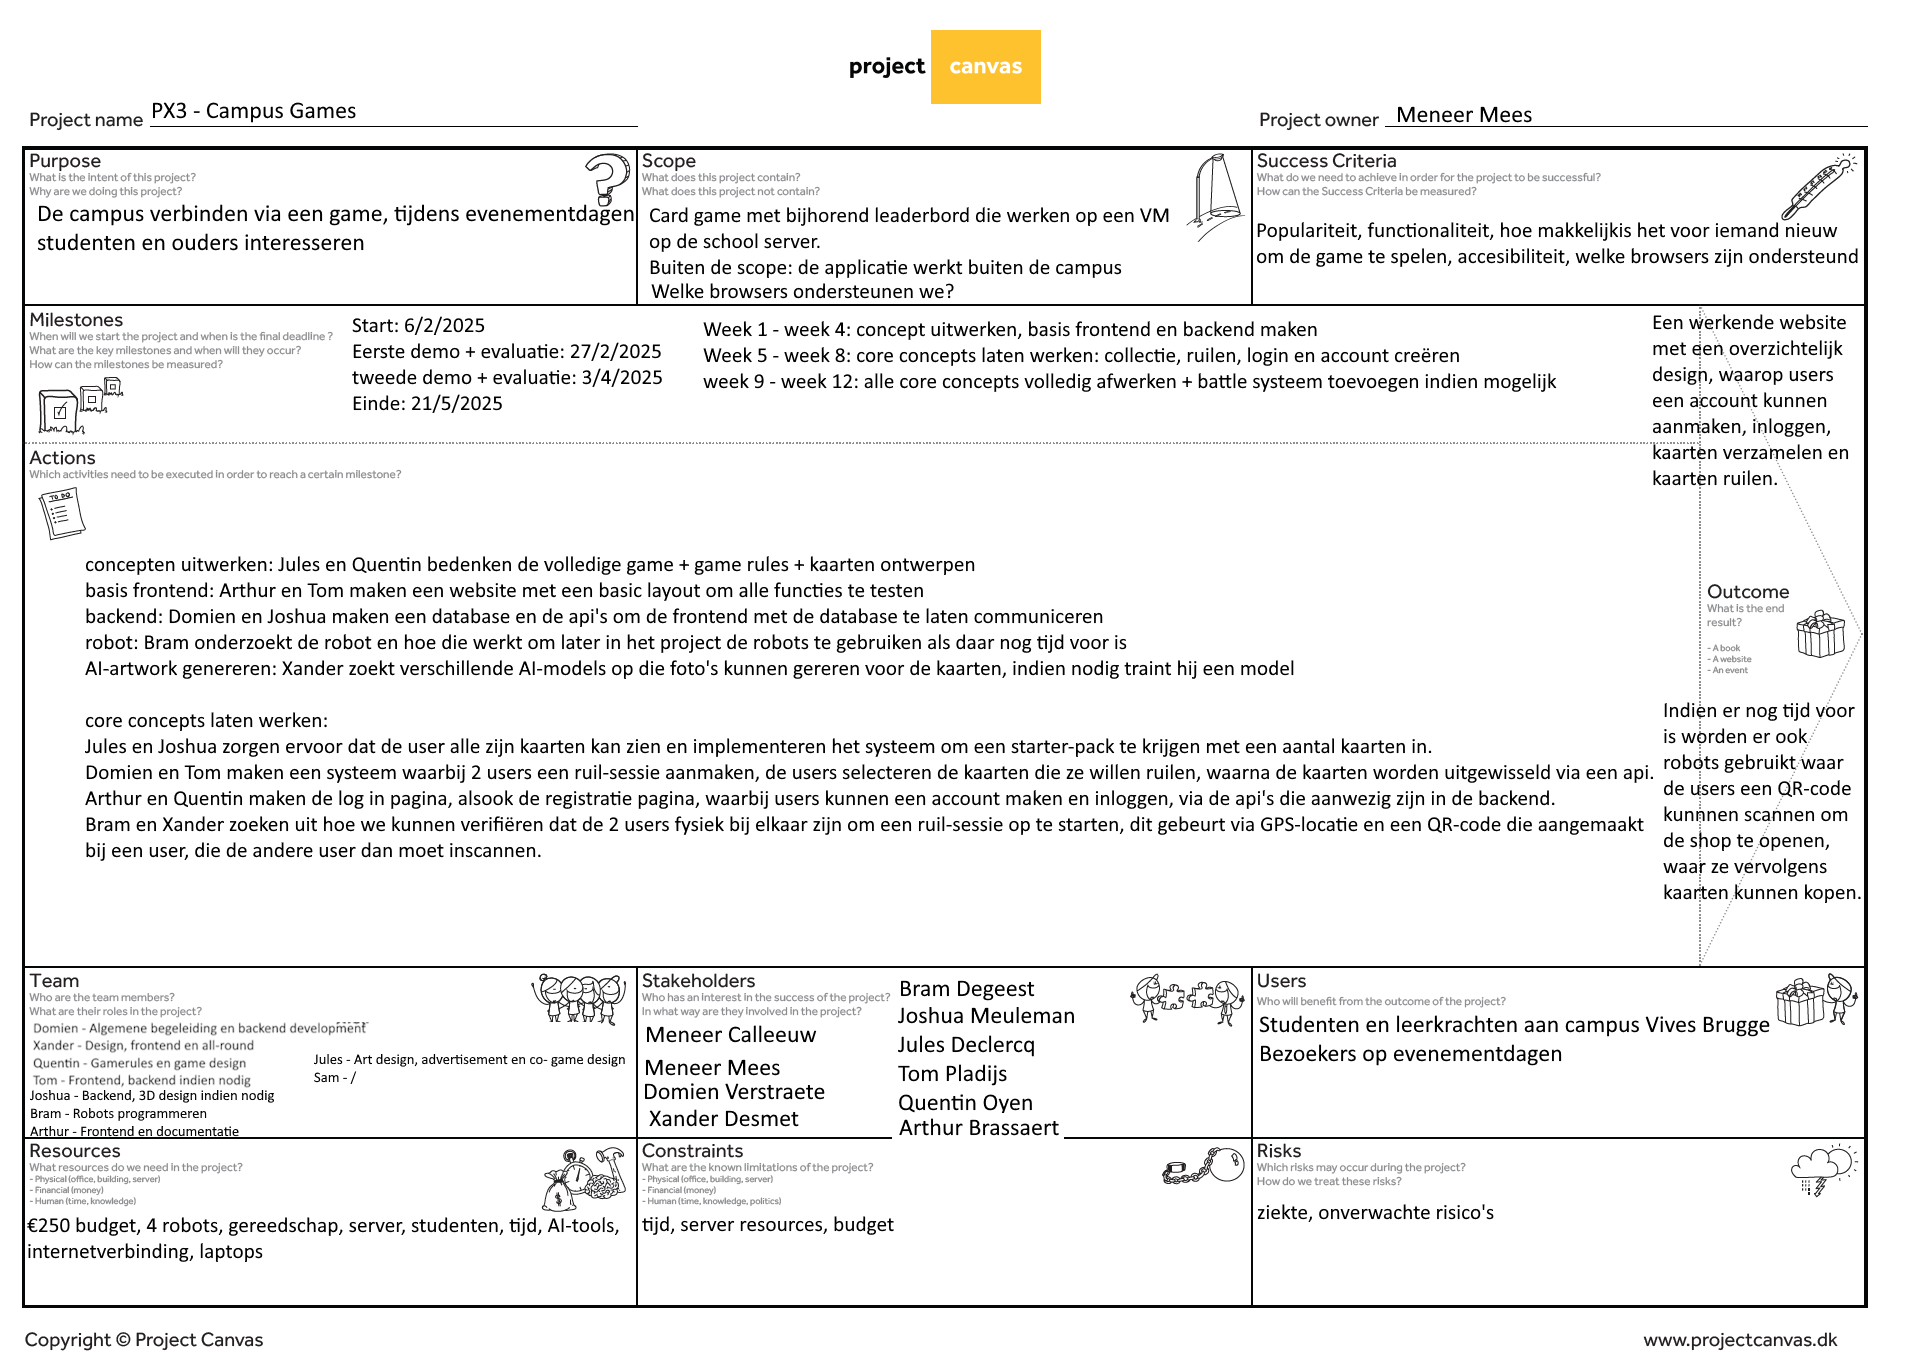 project canvas
Project name PX3 - Campus Games
Project owner Meneer Mees
Purpose
What is the intent of this project?
Why are we doing this project?
De campus verbinden via een game, tijdens evenementdagen
studenten en ouders interesseren
Scope
What does this project contain?
What does this project not contain?
Card game met bijhorend leaderbord die werken op een VM
op de school server.
Buiten de scope: de applicatie werkt buiten de campus
Welke browsers ondersteunen we?
Success Criteria
What do we need to achieve in order for the project to be successful?
How can the Success Criteria be measured?
Populariteit, functionaliteit, hoe makkelijkis het voor iemand nieuw
om de game te spelen, accesibiliteit, welke browsers zijn ondersteund
Milestones
When will we start the project and when is the final deadline ?
What are the key milestones and when will they occur?
How can the milestones be measured?
Start: 6/2/2025
Eerste demo + evaluatie: 27/2/2025
tweede demo + evaluatie: 3/4/2025
Einde: 21/5/2025
Week 1 - week 4: concept uitwerken, basis frontend en backend maken
Week 5 - week 8: core concepts laten werken: collectie, ruilen, login en account creëren
week 9 - week 12: alle core concepts volledig afwerken + battle systeem toevoegen indien mogelijk
Actions
Which activities need to be executed in order to reach a certain milestone?
TO DO
concepten uitwerken: Jules en Quentin bedenken de volledige game + game rules + kaarten ontwerpen
basis frontend: Arthur en Tom maken een website met een basic layout om alle functies te testen
backend: Domien en Joshua maken een database en de api's om de frontend met de database te laten communiceren
robot: Bram onderzoekt de robot en hoe die werkt om later in het project de robots te gebruiken als daar nog tijd voor is
AI-artwork genereren: Xander zoekt verschillende AI-models op die foto's kunnen gereren voor de kaarten, indien nodig traint hij een model
core concepts laten werken:
Jules en Joshua zorgen ervoor dat de user alle zijn kaarten kan zien en implementeren het systeem om een starter-pack te krijgen met een aantal kaarten in.
Domien en Tom maken een systeem waarbij 2 users een ruil-sessie aanmaken, de users selecteren de kaarten die ze willen ruilen, waarna de kaarten worden uitgewisseld via een api.
Arthur en Quentin maken de log in pagina, alsook de registratie pagina, waarbij users kunnen een account maken en inloggen, via de api's die aanwezig zijn in de backend.
Bram en Xander zoeken uit hoe we kunnen verifiëren dat de 2 users fysiek bij elkaar zijn om een ruil-sessie op te starten, dit gebeurt via GPS-locatie en een QR-code die aangemaakt
bij een user, die de andere user dan moet inscannen.
Een werkende website
met een overzichtelijk
design, waarop users
een account kunnen
aanmaken, inloggen,
kaarten verzamelen en
kaarten ruilen.
Outcome
What is the end
result?
- A book
- A website
- An event
Indien er nog tijd voor
is worden er ook
robots gebruikt waar
de users een QR-code
kunnnen scannen om
de shop te openen,
waar ze vervolgens
kaarten kunnen kopen.
Team
Who are the team members?
What are their roles in the project?
Domien - Algemene begeleiding en backend development
Xander - Design, frontend en all-round
Quentin - Gamerules en game design
Tom - Frontend, backend indien nodig
Joshua - Backend, 3D design indien nodig
Bram - Robots programmeren
Arthur - Frontend en documentatie
Jules - Art design, advertisement en co- game design
Sam - /
Stakeholders
Who has an interest in the success of the project?
In what way are they involved in the project?
Meneer Calleeuw
Meneer Mees
Domien Verstraete
Xander Desmet
Bram Degeest
Joshua Meuleman
Jules Declercq
Tom Pladijs
Quentin Oyen
Arthur Brassaert
Users
Who will benefit from the outcome of the project?
Studenten en leerkrachten aan campus Vives Brugge
Bezoekers op evenementdagen
Resources
What resources do we need in the project?
- Physical (office, building, server)
- Financial (money)
- Human (time, knowledge)
€250 budget, 4 robots, gereedschap, server, studenten, tijd, AI-tools,
internetverbinding, laptops
Constraints
What are the known limitations of the project?
- Physical (office, building, server)
- Financial (money)
- Human (time, knowledge, politics)
tijd, server resources, budget
Risks
Which risks may occur during the project?
How do we treat these risks?
ziekte, onverwachte risico's
Copyright © Project Canvas
www.projectcanvas.dk